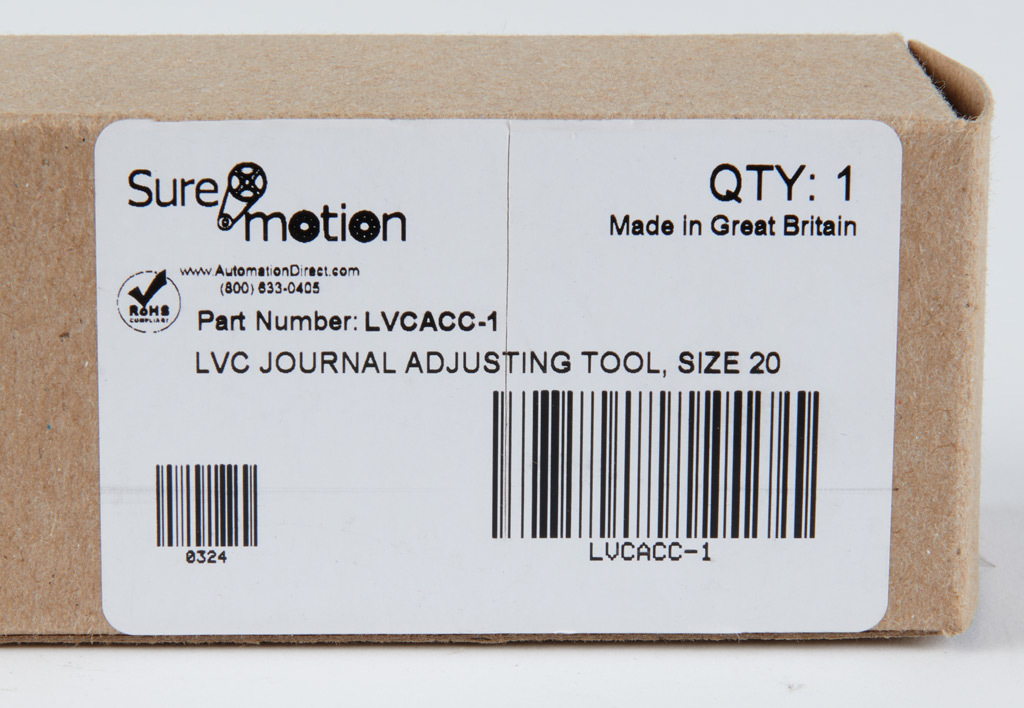 Sure motion
QTY: 1
Made in Great Britain
www.AutomationDirect.com
(800) 633-0405
RoHS
COMPLIANT
Part Number: LVCACC-1
LVC JOURNAL ADJUSTING TOOL, SIZE 20
0324
LVCACC-1